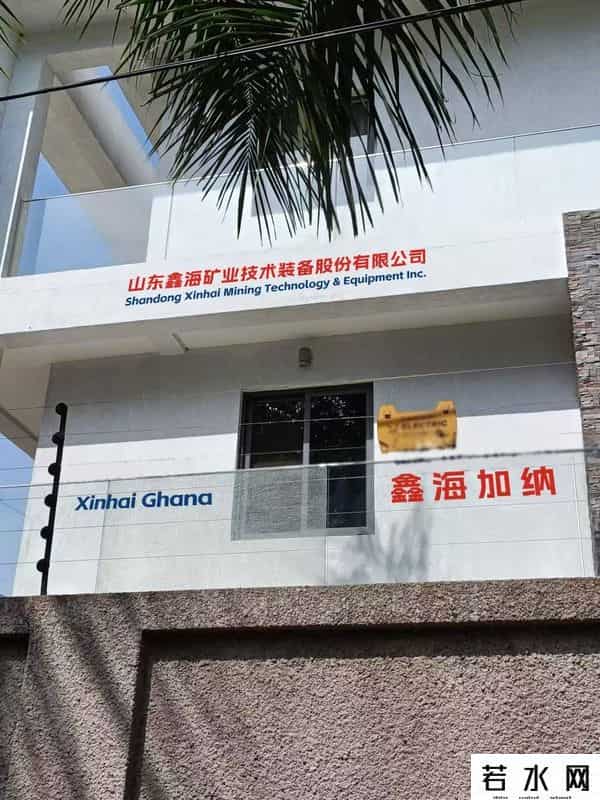 山东鑫海矿业技术装备股份有限公司
Shandong Xinhai Mining Technology & Equipment Inc.
ELECTRIC
Xinhai Ghana
鑫海加纳
若水网